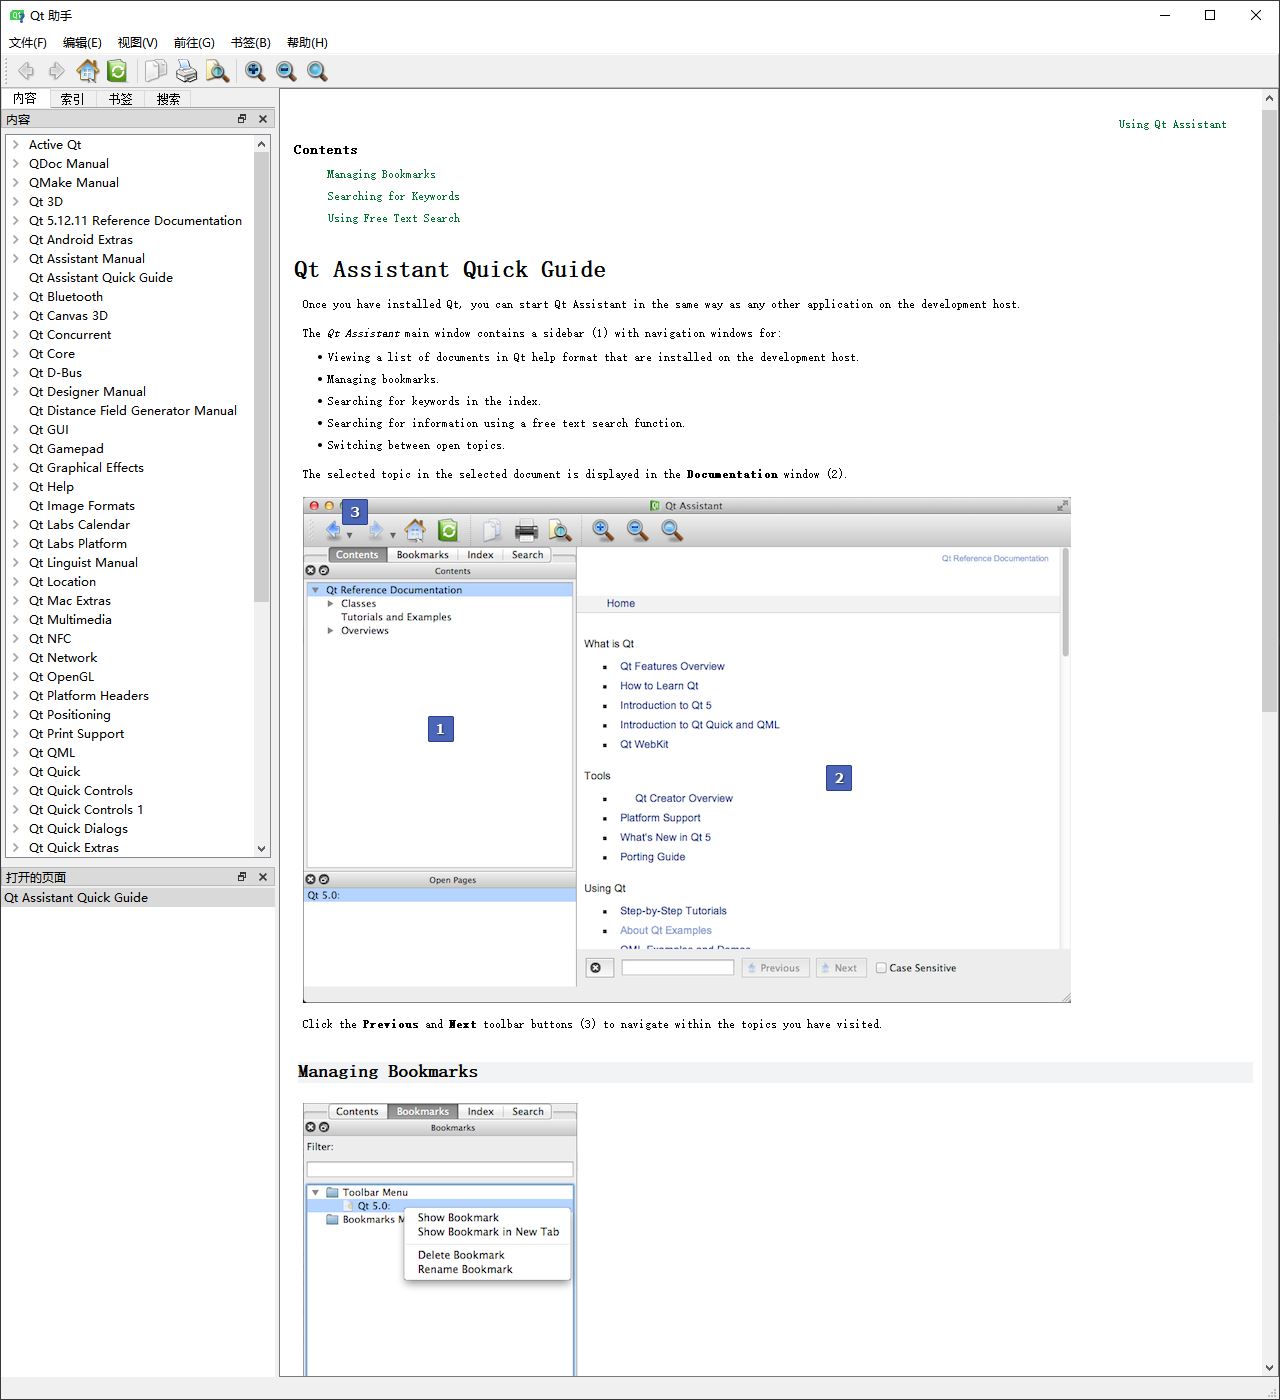 Qt 助手
文件(F) 编辑(E) 视图(V) 前往(G) 书签(B) 帮助(H)
内容 索引 书签 搜索
内容
Active Qt
QDoc Manual
QMake Manual
Qt 3D
Qt 5.12.11 Reference Documentation
Qt Android Extras
Qt Assistant Manual
Qt Assistant Quick Guide
Qt Bluetooth
Qt Canvas 3D
Qt Concurrent
Qt Core
Qt D-Bus
Qt Designer Manual
Qt Distance Field Generator Manual
Qt GUI
Qt Gamepad
Qt Graphical Effects
Qt Help
Qt Image Formats
Qt Labs Calendar
Qt Labs Platform
Qt Linguist Manual
Qt Location
Qt Mac Extras
Qt Multimedia
Qt NFC
Qt Network
Qt OpenGL
Qt Platform Headers
Qt Positioning
Qt Print Support
Qt QML
Qt Quick
Qt Quick Controls
Qt Quick Controls 1
Qt Quick Dialogs
Qt Quick Extras
打开的页面
Qt Assistant Quick Guide
Using Qt Assistant
Contents
Managing Bookmarks
Searching for Keywords
Using Free Text Search
Qt Assistant Quick Guide
Once you have installed Qt, you can start Qt Assistant in the same way as any other application on the development host.
The Qt Assistant main window contains a sidebar (1) with navigation windows for:
• Viewing a list of documents in Qt help format that are installed on the development host.
• Managing bookmarks.
• Searching for keywords in the index.
• Searching for information using a free text search function.
• Switching between open topics.
The selected topic in the selected document is displayed in the Documentation window (2).
Qt Assistant
3
Contents Bookmarks Index Search
Contents
Qt Reference Documentation
Classes
Tutorials and Examples
Overviews
1
Open Pages
Qt 5.0:
Qt Reference Documentation
Home
What is Qt
Qt Features Overview
How to Learn Qt
Introduction to Qt 5
Introduction to Qt Quick and QML
Qt WebKit
2
Tools
Qt Creator Overview
Platform Support
What's New in Qt 5
Porting Guide
Using Qt
Step-by-Step Tutorials
About Qt Examples
QML Examples and Demos
Previous Next Case Sensitive
Click the Previous and Next toolbar buttons (3) to navigate within the topics you have visited.
Managing Bookmarks
Contents Bookmarks Index Search
Bookmarks
Filter:
Toolbar Menu
Qt 5.0:
Bookmarks M
Show Bookmark
Show Bookmark in New Tab
Delete Bookmark
Rename Bookmark